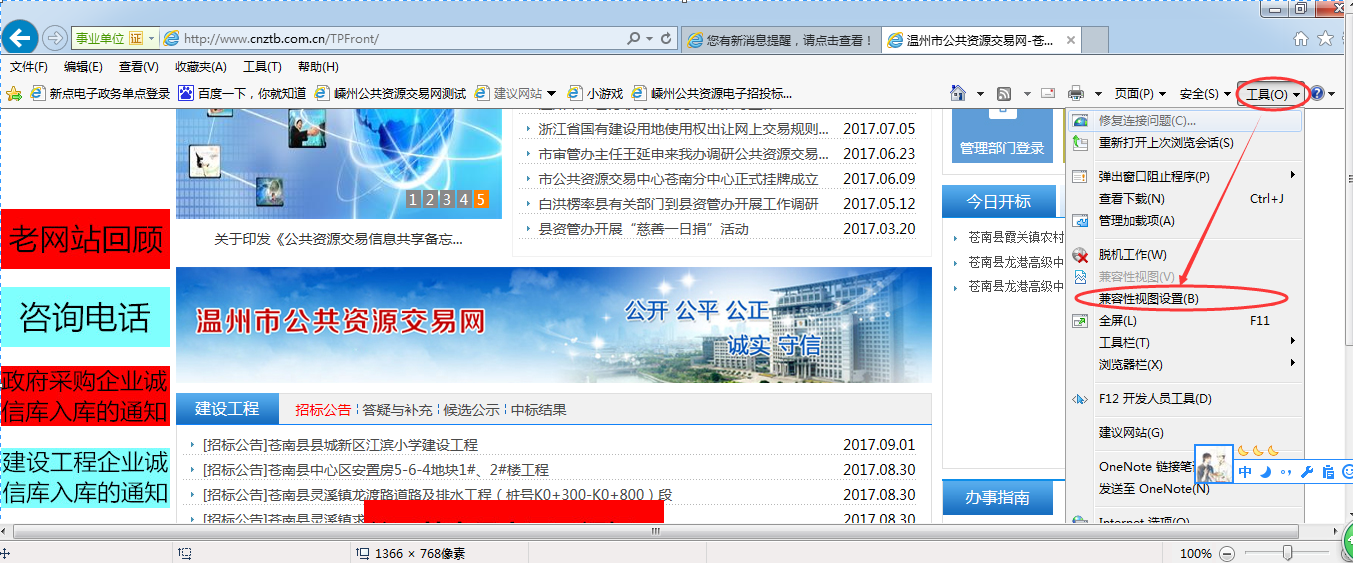 事业单位 证 http://www.cnztb.com.cn/TPFront/
您有新消息提醒，请点击查看！
温州市公共资源交易网-苍...
文件(F) 编辑(E) 查看(V) 收藏夹(A) 工具(T) 帮助(H)
新点电子政务单点登录 百度一下，你就知道 嵊州公共资源交易网测试 建议网站 小游戏 嵊州公共资源电子招投标...
页面(P) 安全(S) 工具(O)
老网站回顾
咨询电话
政府采购企业诚
信库入库的通知
建设工程企业诚
信库入库的通知
1 2 3 4 5
关于印发《公共资源交易信息共享备忘...
浙江省国有建设用地使用权出让网上交易规则... 2017.07.05
市审管办主任王延申来我办调研公共资源交易... 2017.06.23
市公共资源交易中心苍南分中心正式挂牌成立 2017.06.09
白洪楞率县有关部门到县资管办开展工作调研 2017.05.12
县资管办开展“慈善一日捐”活动 2017.03.20
温州市公共资源交易网
公开 公平 公正
诚实 守信
建设工程 招标公告 答疑与补充 候选公示 中标结果
[招标公告]苍南县县城新区江滨小学建设工程 2017.09.01
[招标公告]苍南县中心区安置房5-6-4地块1#、2#楼工程 2017.08.30
[招标公告]苍南县灵溪镇龙渡路道路及排水工程（桩号K0+300-K0+800）段 2017.08.30
[招标公告]苍南县灵溪镇求 2017.08.30
管理部门登录
今日开标
苍南县霞关镇农村
苍南县龙港高级中
苍南县龙港高级中
办事指南
修复连接问题(C)...
重新打开上次浏览会话(S)
弹出窗口阻止程序(P)
查看下载(N) Ctrl+J
管理加载项(A)
脱机工作(W)
兼容性视图(V)
兼容性视图设置(B)
全屏(L) F11
工具栏(T)
浏览器栏(X)
F12 开发人员工具(D)
建议网站(G)
OneNote 链接笔
发送至 OneNote(N)
Internet 选项(O)
中
1366 × 768像素
100%